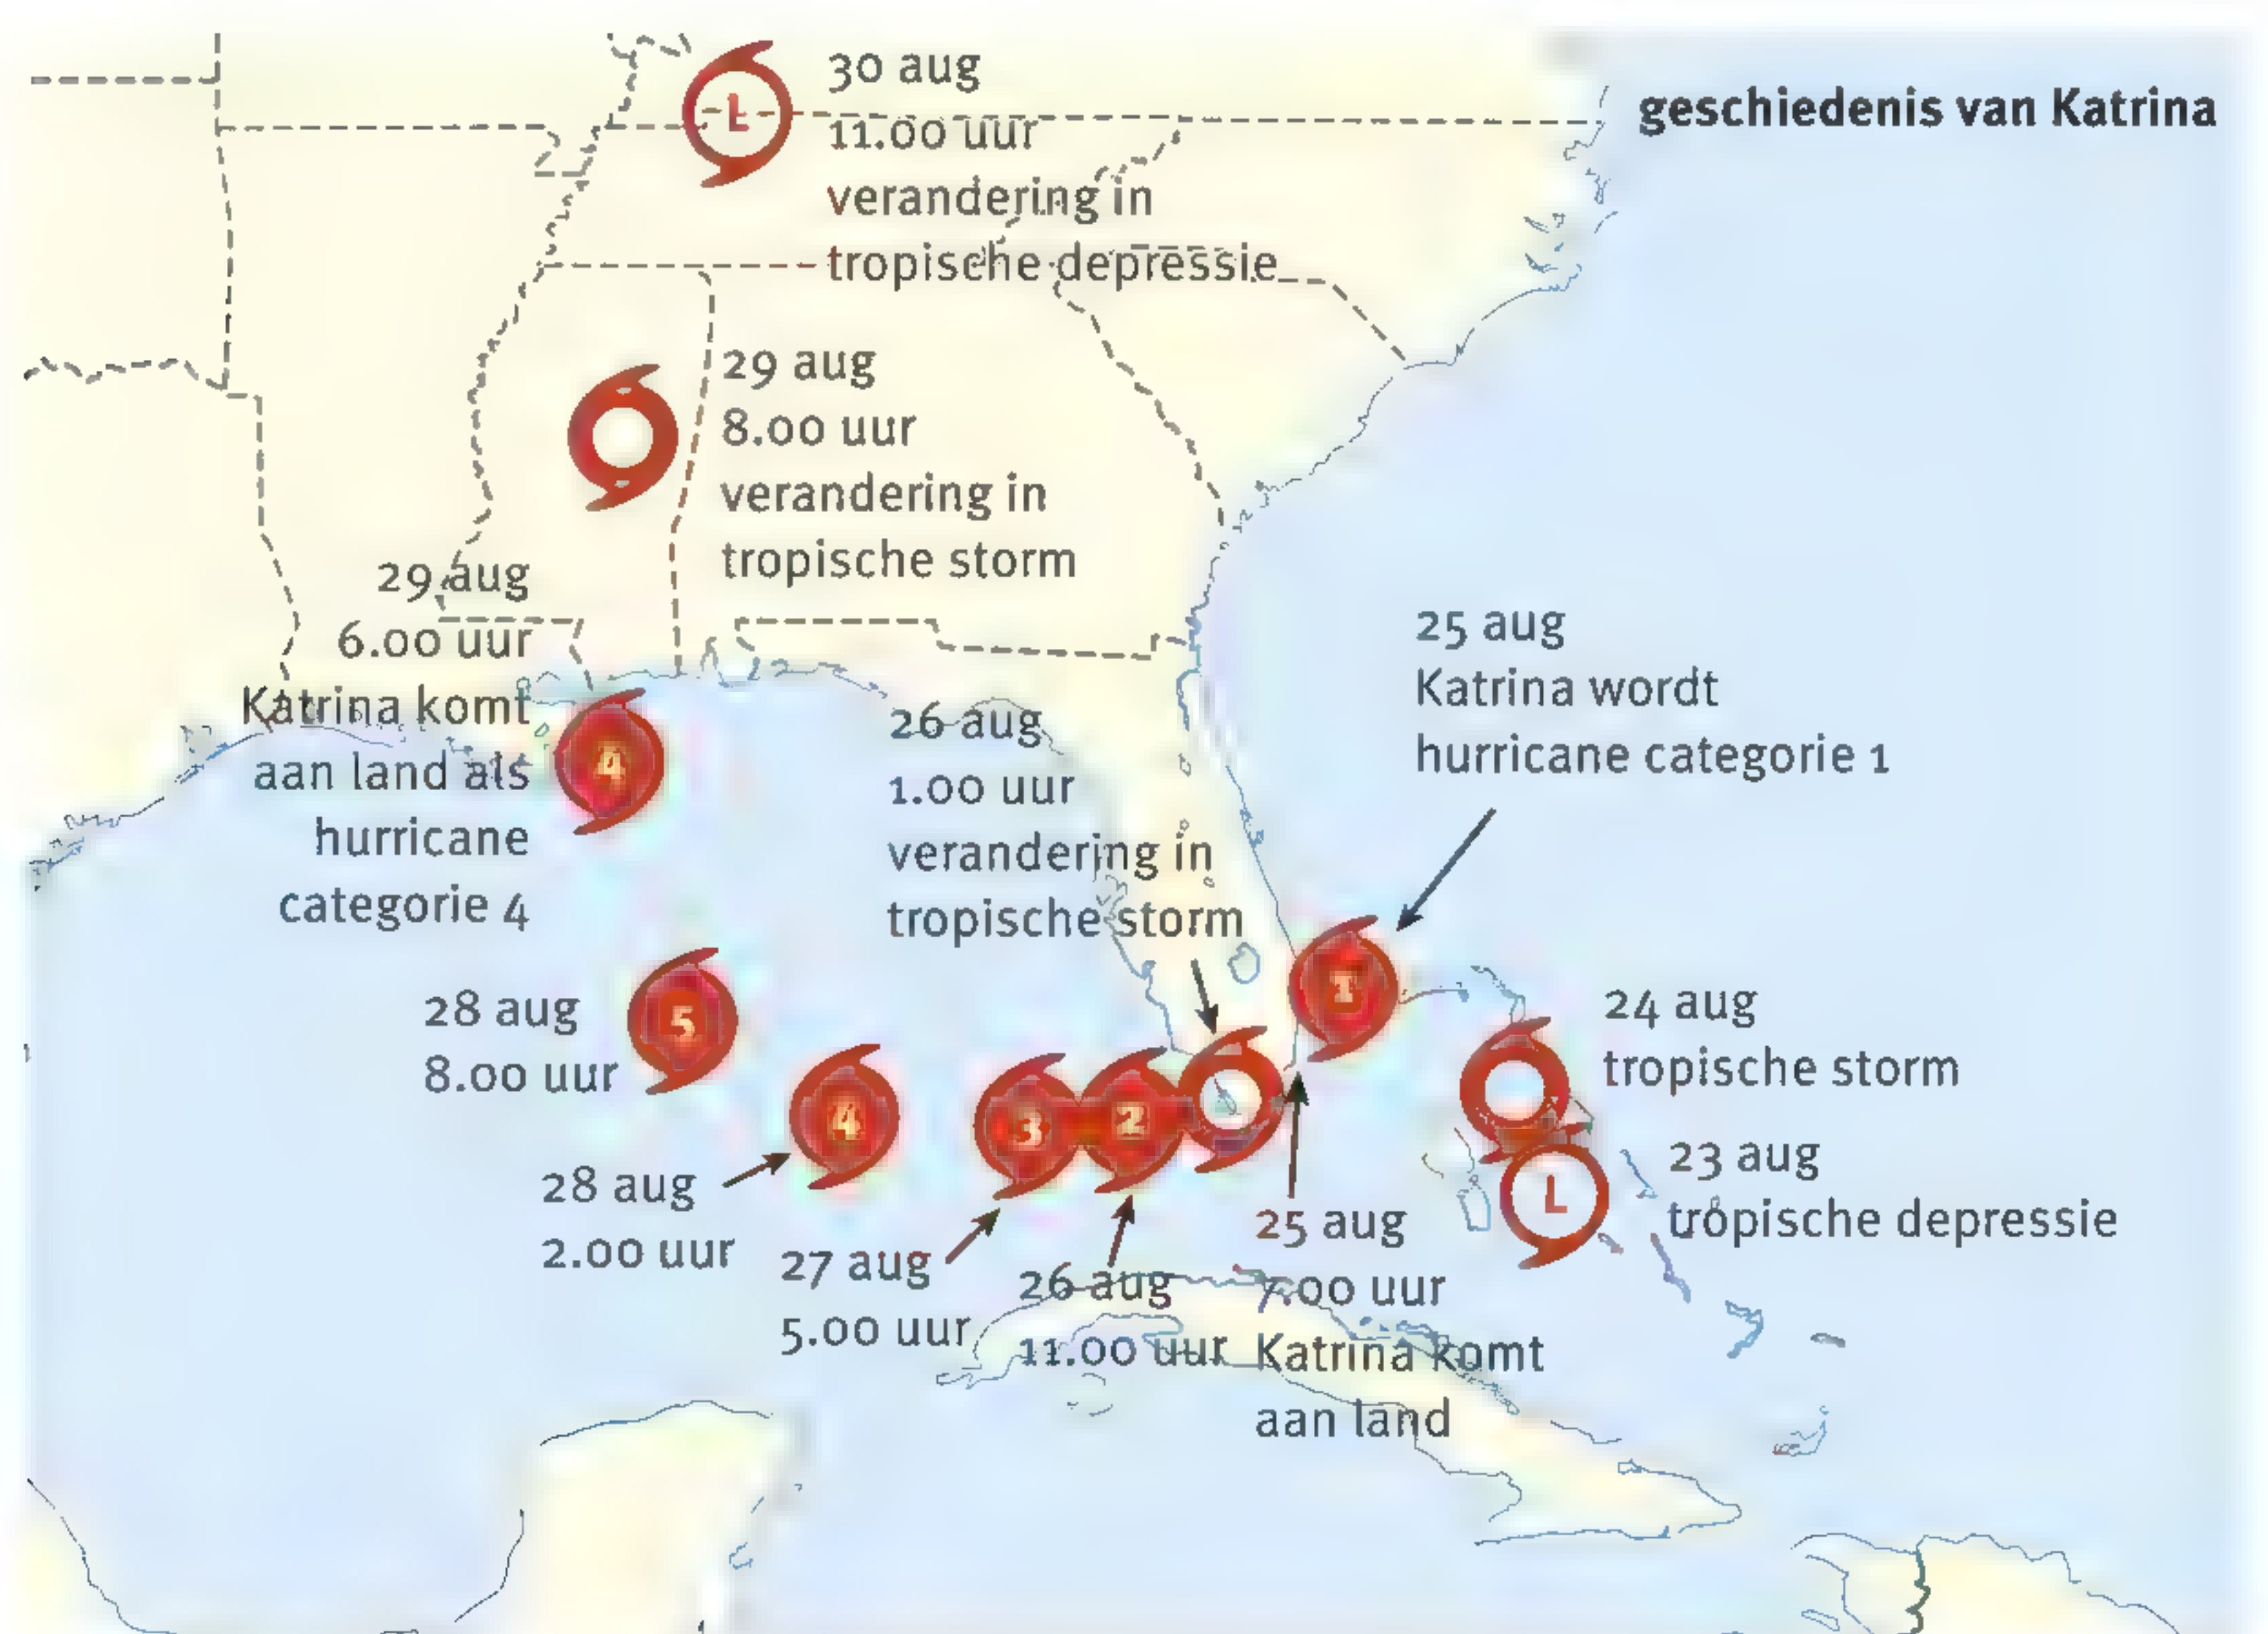 geschiedenis van Katrina
30 aug
11.00 uur
verandering in
tropische depressie
L
29 aug
8.00 uur
verandering in
tropische storm
29 aug
6.00 uur
Katrina komt
aan land als
hurricane
categorie 4
4
26 aug
1.00 uur
verandering in
tropische storm
25 aug
Katrina wordt
hurricane categorie 1
1
28 aug
8.00 uur
5
24 aug
tropische storm
23 aug
tropische depressie
L
4
3
2
28 aug
2.00 uur
27 aug
5.00 uur
26 aug
11.00 uur
25 aug
7.00 uur
Katrina komt
aan land